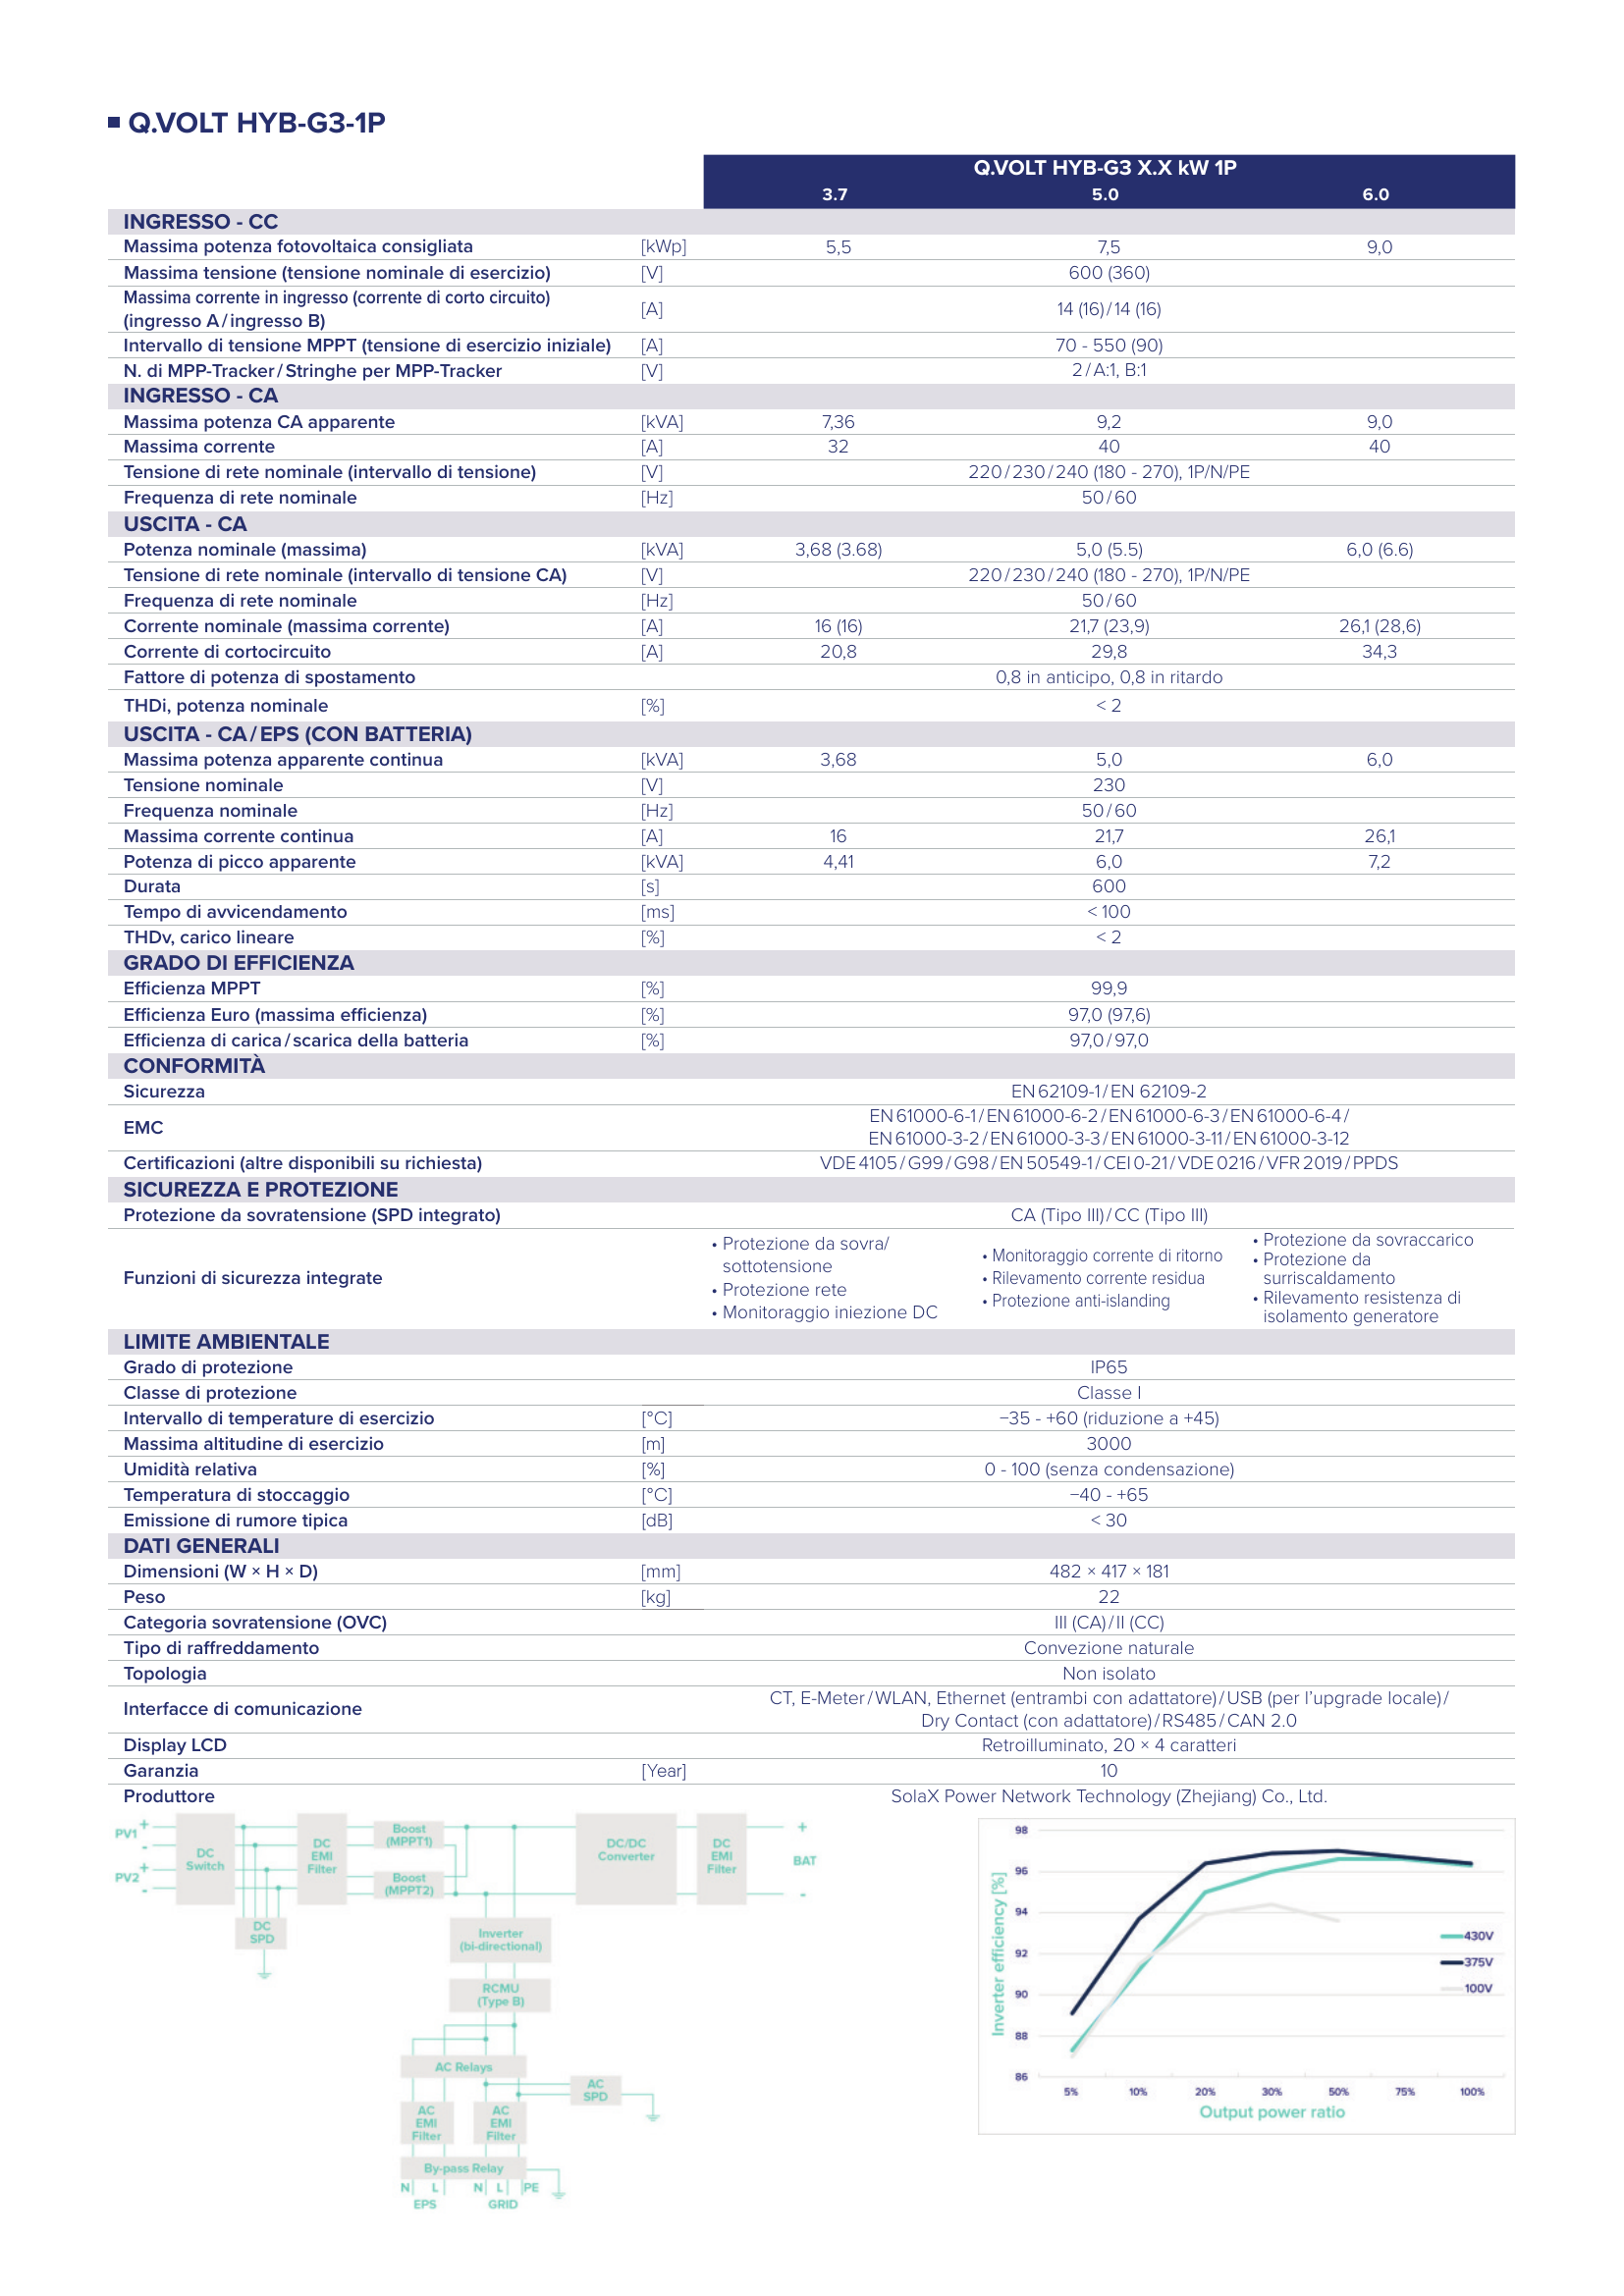 Q.VOLT HYB-G3-1P
Q.VOLT HYB-G3 X.X kW 1P
3.7 5.0 6.0
INGRESSO - CC
Massima potenza fotovoltaica consigliata [kWp] 5,5 7,5 9,0
Massima tensione (tensione nominale di esercizio) [V] 600 (360)
Massima corrente in ingresso (corrente di corto circuito)
(ingresso A/ingresso B) [A] 14 (16)/14 (16)
Intervallo di tensione MPPT (tensione di esercizio iniziale) [A] 70 - 550 (90)
N. di MPP-Tracker/Stringhe per MPP-Tracker [V] 2/A:1, B:1
INGRESSO - CA
Massima potenza CA apparente [kVA] 7,36 9,2 9,0
Massima corrente [A] 32 40 40
Tensione di rete nominale (intervallo di tensione) [V] 220/230/240 (180 - 270), 1P/N/PE
Frequenza di rete nominale [Hz] 50/60
USCITA - CA
Potenza nominale (massima) [kVA] 3,68 (3.68) 5,0 (5.5) 6,0 (6.6)
Tensione di rete nominale (intervallo di tensione CA) [V] 220/230/240 (180 - 270), 1P/N/PE
Frequenza di rete nominale [Hz] 50/60
Corrente nominale (massima corrente) [A] 16 (16) 21,7 (23,9) 26,1 (28,6)
Corrente di cortocircuito [A] 20,8 29,8 34,3
Fattore di potenza di spostamento 0,8 in anticipo, 0,8 in ritardo
THDi, potenza nominale [%] < 2
USCITA - CA/EPS (CON BATTERIA)
Massima potenza apparente continua [kVA] 3,68 5,0 6,0
Tensione nominale [V] 230
Frequenza nominale [Hz] 50/60
Massima corrente continua [A] 16 21,7 26,1
Potenza di picco apparente [kVA] 4,41 6,0 7,2
Durata [s] 600
Tempo di avvicendamento [ms] < 100
THDv, carico lineare [%] < 2
GRADO DI EFFICIENZA
Efficienza MPPT [%] 99,9
Efficienza Euro (massima efficienza) [%] 97,0 (97,6)
Efficienza di carica/scarica della batteria [%] 97,0/97,0
CONFORMITÀ
Sicurezza EN 62109-1/EN 62109-2
EMC EN 61000-6-1/EN 61000-6-2/EN 61000-6-3/EN 61000-6-4/
EN 61000-3-2/EN 61000-3-3/EN 61000-3-11/EN 61000-3-12
Certificazioni (altre disponibili su richiesta) VDE 4105/G99/G98/EN 50549-1/CEI 0-21/VDE 0216/VFR 2019/PPDS
SICUREZZA E PROTEZIONE
Protezione da sovratensione (SPD integrato) CA (Tipo III)/CC (Tipo III)
Funzioni di sicurezza integrate
• Protezione da sovra/
sottotensione
• Protezione rete
• Monitoraggio iniezione DC
• Monitoraggio corrente di ritorno
• Rilevamento corrente residua
• Protezione anti-islanding
• Protezione da sovraccarico
• Protezione da
surriscaldamento
• Rilevamento resistenza di
isolamento generatore
LIMITE AMBIENTALE
Grado di protezione IP65
Classe di protezione Classe I
Intervallo di temperature di esercizio [°C] −35 - +60 (riduzione a +45)
Massima altitudine di esercizio [m] 3000
Umidità relativa [%] 0 - 100 (senza condensazione)
Temperatura di stoccaggio [°C] −40 - +65
Emissione di rumore tipica [dB] < 30
DATI GENERALI
Dimensioni (W × H × D) [mm] 482 × 417 × 181
Peso [kg] 22
Categoria sovratensione (OVC) III (CA)/II (CC)
Tipo di raffreddamento Convezione naturale
Topologia Non isolato
Interfacce di comunicazione CT, E-Meter/WLAN, Ethernet (entrambi con adattatore)/USB (per l’upgrade locale)/
Dry Contact (con adattatore)/RS485/CAN 2.0
Display LCD Retroilluminato, 20 × 4 caratteri
Garanzia [Year] 10
Produttore SolaX Power Network Technology (Zhejiang) Co., Ltd.
PV1 + -
PV2 + -
DC
Switch
DC
SPD
DC
EMI
Filter
Boost
(MPPT1)
Boost
(MPPT2)
DC/DC
Converter
DC
EMI
Filter
+
BAT
-
Inverter
(bi-directional)
RCMU
(Type B)
AC Relays
AC
SPD
AC
EMI
Filter
AC
EMI
Filter
By-pass Relay
N L N L PE
EPS GRID
Inverter efficiency [%]
98
96
94
92
90
88
86
5% 10% 20% 30% 50% 75% 100%
Output power ratio
430V
375V
100V